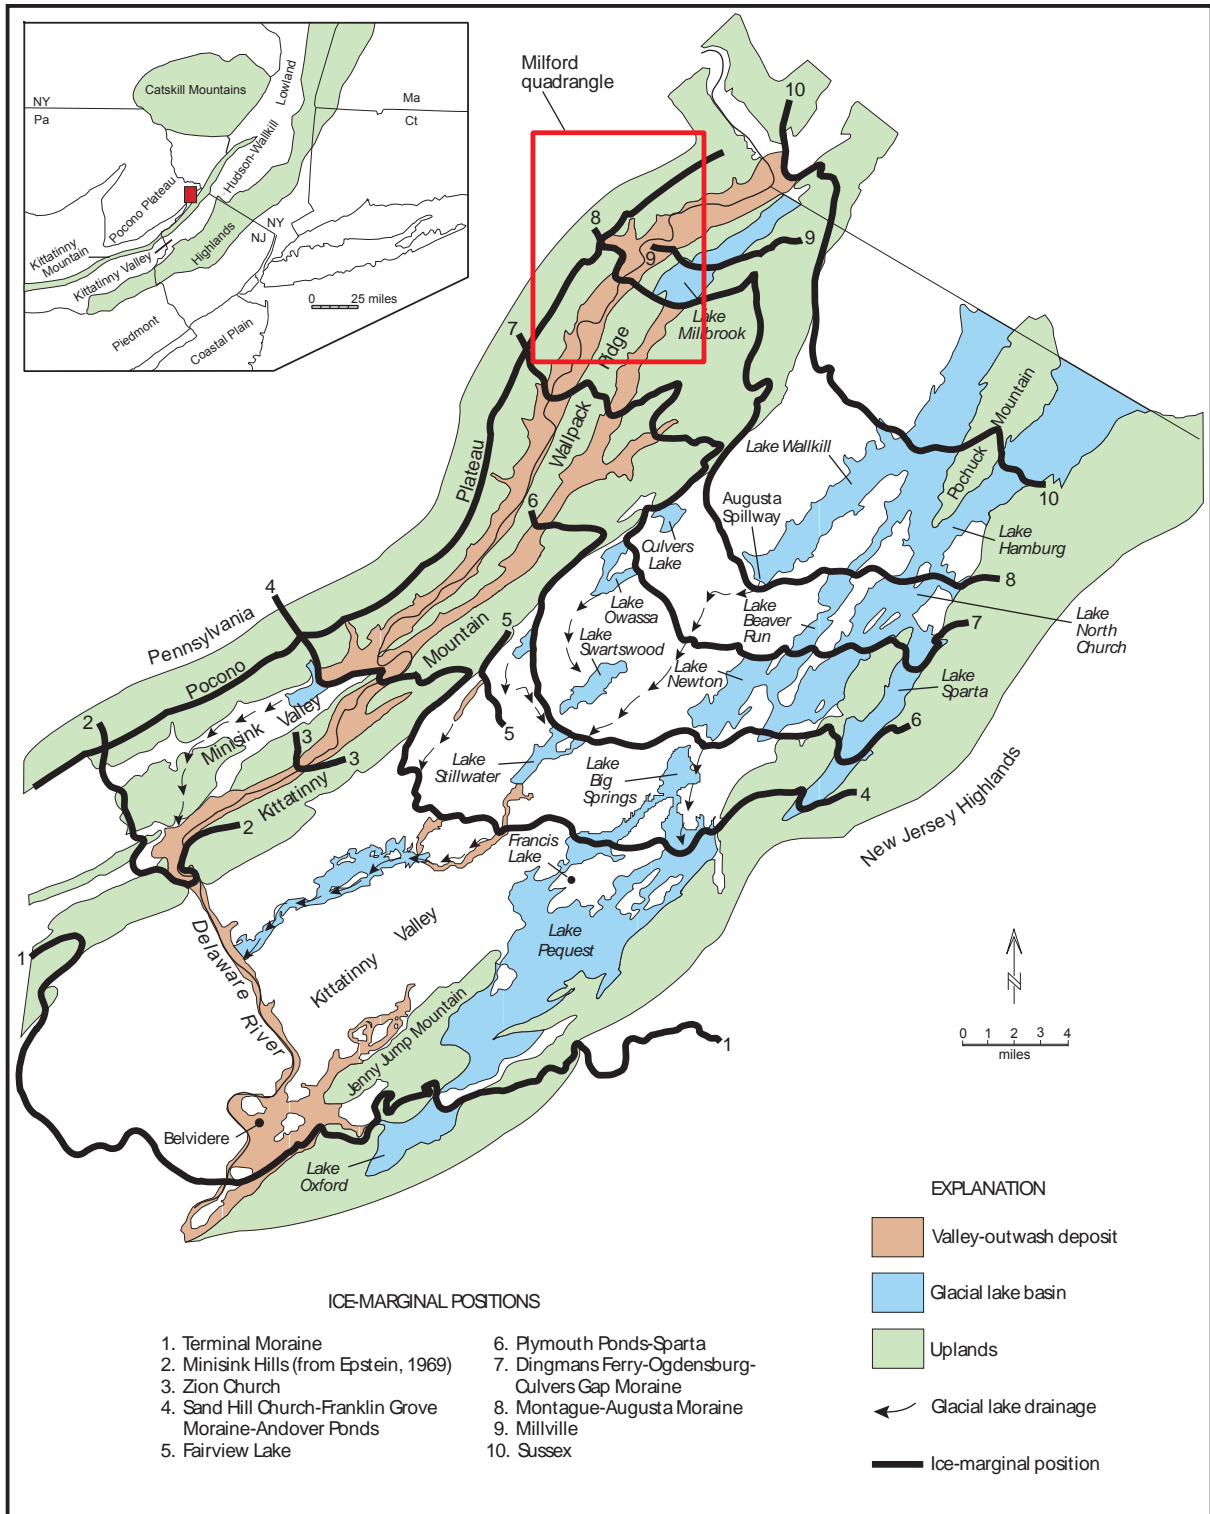 NY
Pa
Catskill Mountains
Ma
Ct
Lowland
Hudson-Wallkill
Pocono Plateau
Kittatinny
Mountain
Kittatinny Valley
Highlands
NY
NJ
Piedmont
Coastal Plain
0 25 miles
Milford
quadrangle
10
8
9
9
7
Lake
Millbrook
Ridge
Wallpack
Plateau
Lake Wallkill
Pochuck
Mountain
10
6
Augusta
Spillway
Culvers
Lake
Lake
Hamburg
4
Lake
Owassa
8
Pennsylvania
5
Mountain
Lake
Swartswood
Lake
Beaver
Run
7
Lake
North
Church
Pocono
Lake
Newton
Lake
Sparta
2
Minisink Valley
3
3
5
6
Kittatinny
Lake
Stillwater
Lake
Big
Springs
4
2
Francis
Lake
New Jersey Highlands
Delaware River
Kittatinny Valley
Lake
Pequest
1
Jenny Jump Mountain
1
0 1 2 3 4
miles
N
Belvidere
Lake
Oxford
EXPLANATION
Valley-outwash deposit
Glacial lake basin
Uplands
Glacial lake drainage
Ice-marginal position
ICE-MARGINAL POSITIONS
1. Terminal Moraine
2. Minisink Hills (from Epstein, 1969)
3. Zion Church
4. Sand Hill Church-Franklin Grove
Moraine-Andover Ponds
5. Fairview Lake
6. Plymouth Ponds-Sparta
7. Dingmans Ferry-Ogdensburg-
Culvers Gap Moraine
8. Montague-Augusta Moraine
9. Millville
10. Sussex